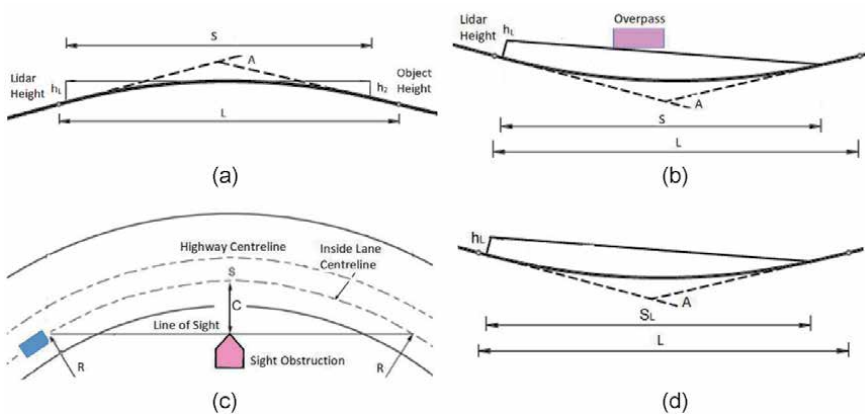 S
A
Lidar
Height
hL
h2
Object
Height
L
(a)
Lidar
Height
hL
Overpass
A
S
L
(b)
Highway Centreline
Inside Lane
Centreline
S
C
Line of Sight
R
R
Sight Obstruction
(c)
hL
A
SL
L
(d)